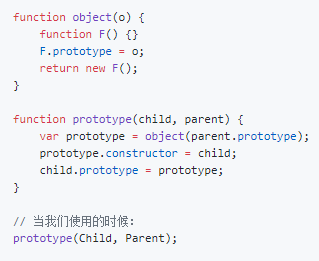 function object(o) {
    function F() {}
    F.prototype = o;
    return new F();
}
function prototype(child, parent) {
    var prototype = object(parent.prototype);
    prototype.constructor = child;
    child.prototype = prototype;
}
// 当我们使用的时候:
prototype(Child, Parent);